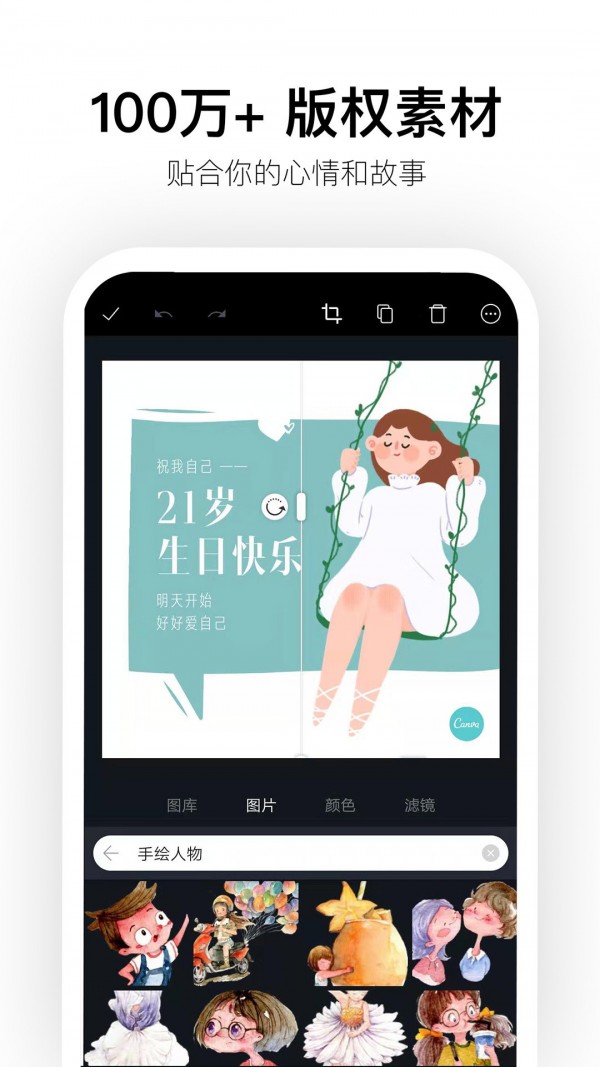 100万+ 版权素材
贴合你的心情和故事
祝我自己 ——
21岁
生日快乐
明天开始
好好爱自己
Canva
图库 图片 颜色 滤镜
手绘人物